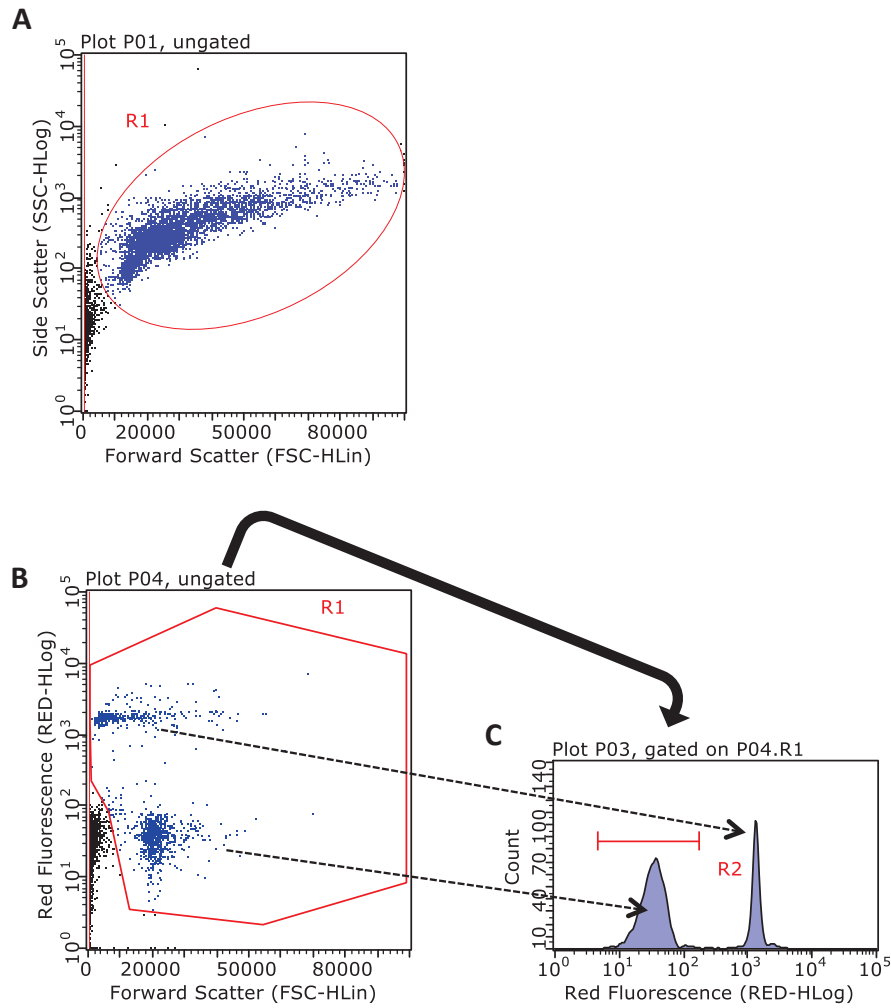 A
Plot P01, ungated
Side Scatter (SSC-HLog)
10^5
10^4
10^3
10^2
10^1
10^0
R1
20000 50000 80000
Forward Scatter (FSC-HLin)
B
Plot P04, ungated
Red Fluorescence (RED-HLog)
10^5
10^4
10^3
10^2
10^1
10^0
R1
0 20000 50000 80000
Forward Scatter (FSC-HLin)
C
Plot P03, gated on P04.R1
Count
140
100
70
40
10
R2
10^0 10^1 10^2 10^3 10^4 10^5
Red Fluorescence (RED-HLog)